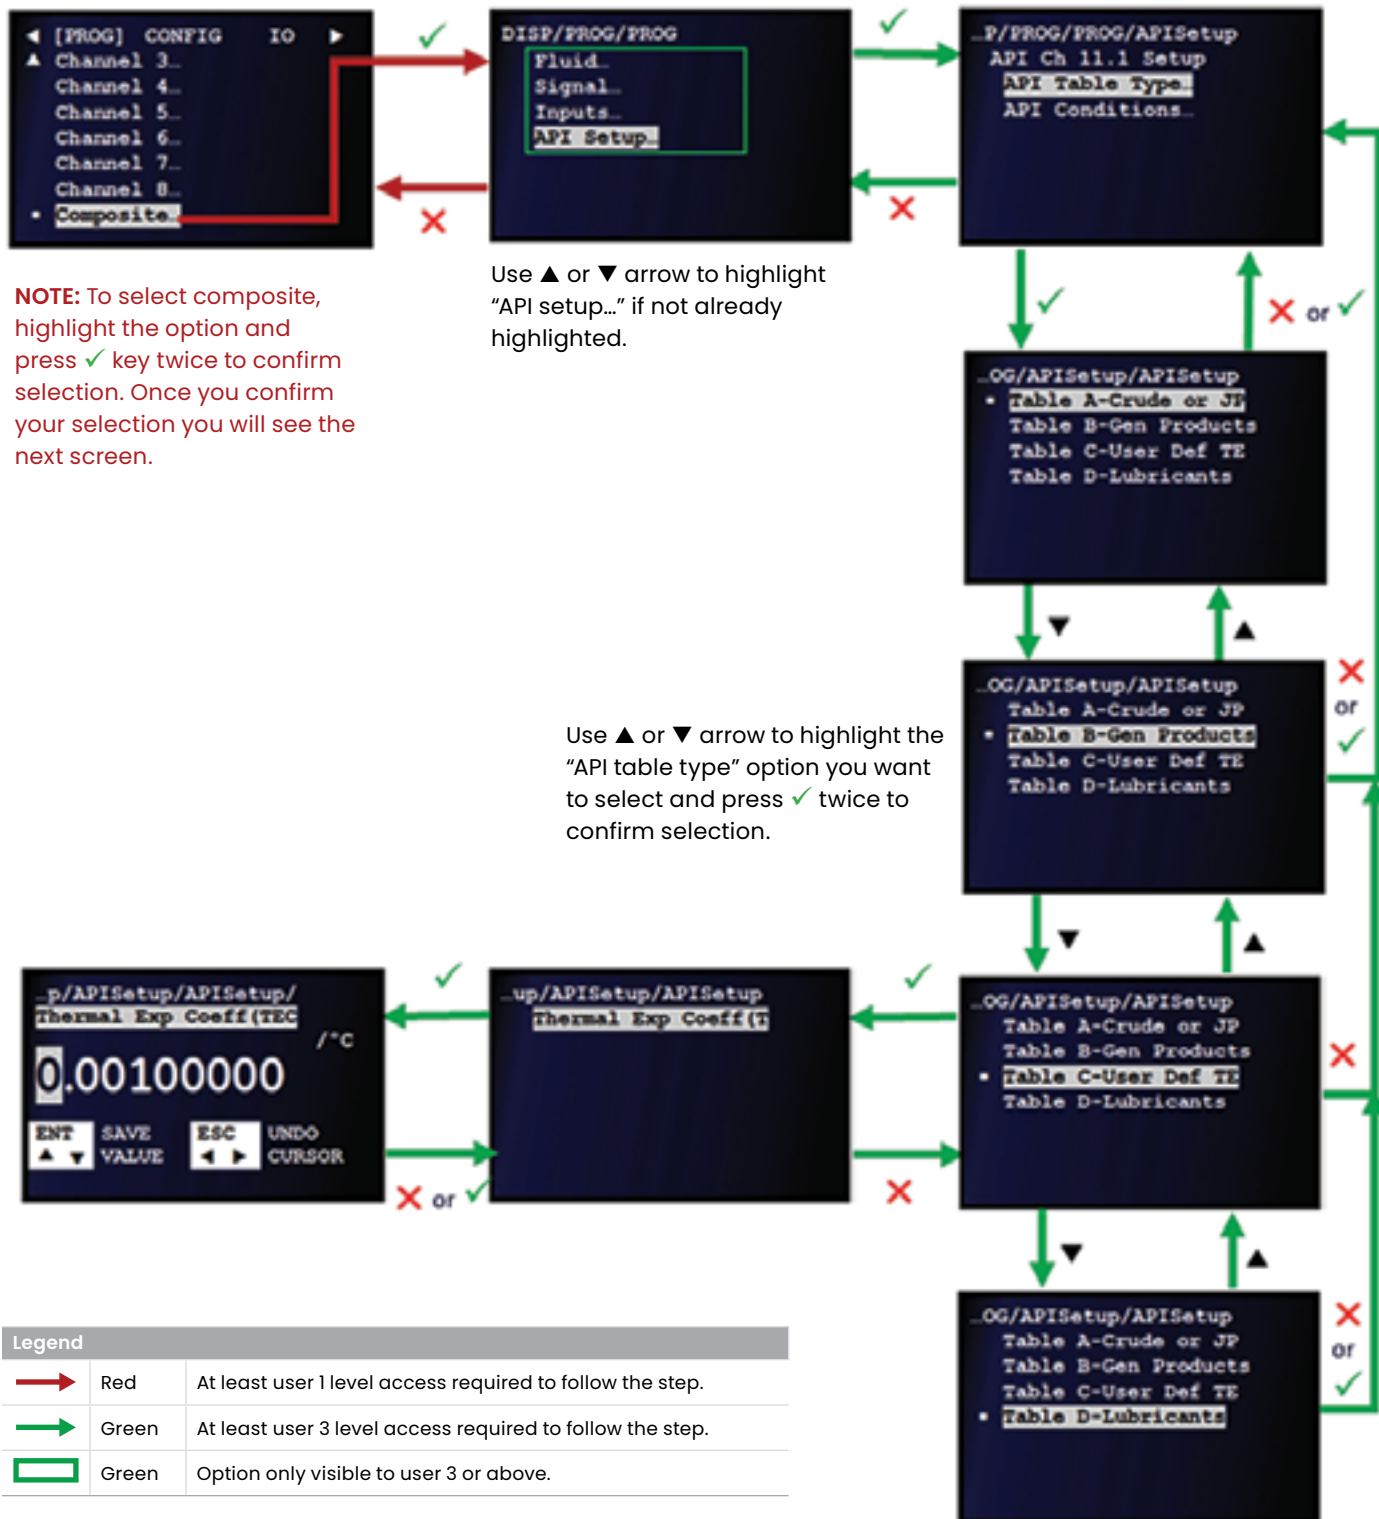 ◀ [PROG] CONFIG IO ▶
▲ Channel 3…
Channel 4…
Channel 5…
Channel 6…
Channel 7…
Channel 8…
▪ Composite…
✓
✕
DISP/PROG/PROG
Fluid…
Signal…
Inputs…
API Setup…
✓
✕
…P/PROG/PROG/APISetup
API Ch 11.1 Setup
API Table Type…
API Conditions…
NOTE: To select composite,
highlight the option and
press ✓ key twice to confirm
selection. Once you confirm
your selection you will see the
next screen.
Use ▲ or ▼ arrow to highlight
“API setup…” if not already
highlighted.
✓
✕ or ✓
…OG/APISetup/APISetup
▪ Table A-Crude or JP
Table B-Gen Products
Table C-User Def TE
Table D-Lubricants
▼
▲
…OG/APISetup/APISetup
Table A-Crude or JP
▪ Table B-Gen Products
Table C-User Def TE
Table D-Lubricants
✕
or
✓
Use ▲ or ▼ arrow to highlight the
“API table type” option you want
to select and press ✓ twice to
confirm selection.
▼
▲
…p/APISetup/APISetup/
Thermal Exp Coeff(TEC
/°C
0.00100000
ENT SAVE ESC UNDO
▲ ▼ VALUE ◀ ▶ CURSOR
✓
✕ or ✓
…up/APISetup/APISetup
Thermal Exp Coeff(T
✓
✕
…OG/APISetup/APISetup
Table A-Crude or JP
Table B-Gen Products
▪ Table C-User Def TE
Table D-Lubricants
✕
▼
▲
…OG/APISetup/APISetup
Table A-Crude or JP
Table B-Gen Products
Table C-User Def TE
▪ Table D-Lubricants
✕
or
✓
Legend
Red At least user 1 level access required to follow the step.
Green At least user 3 level access required to follow the step.
Green Option only visible to user 3 or above.